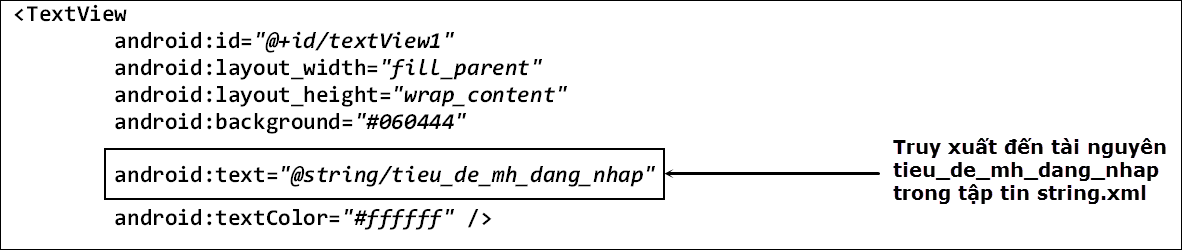 <TextView
android:id="@+id/textView1"
android:layout_width="fill_parent"
android:layout_height="wrap_content"
android:background="#060444"
android:text="@string/tieu_de_mh_dang_nhap"
android:textColor="#ffffff" />
Truy xuất đến tài nguyên
tieu_de_mh_dang_nhap
trong tập tin string.xml